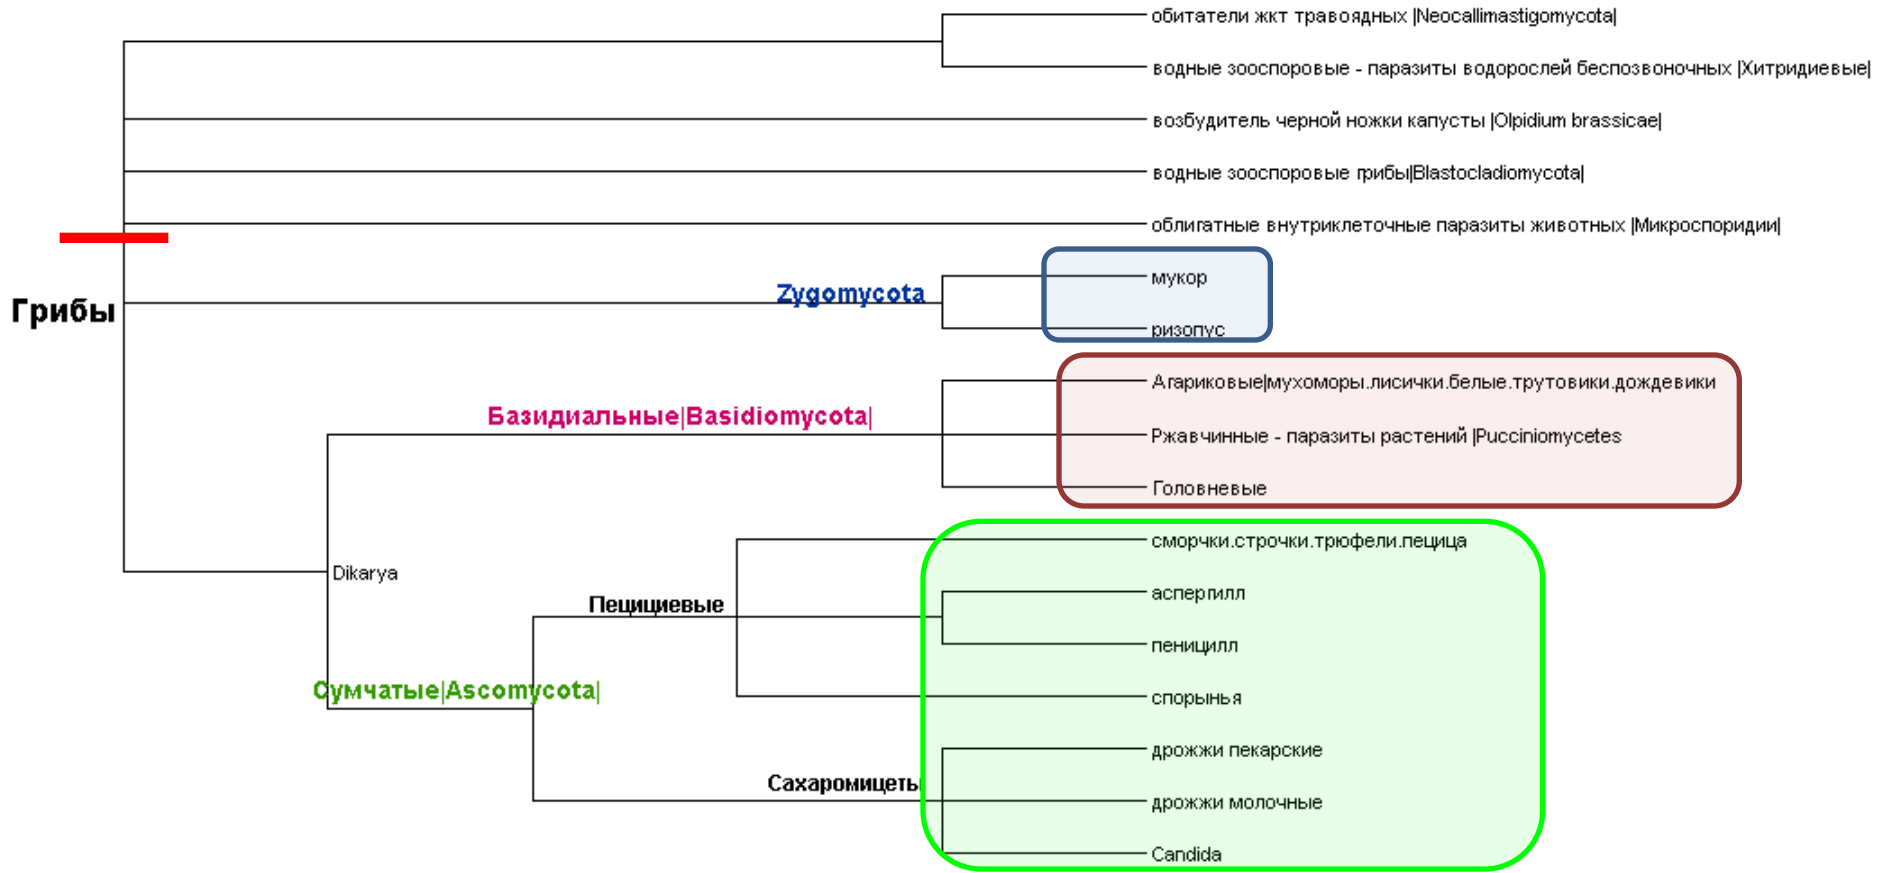 обитатели жкт травоядных |Neocallimastigomycota|
водные зооспоровые - паразиты водорослей беспозвоночных |Хитридиевые|
возбудитель черной ножки капусты |Olpidium brassicae|
водные зооспоровые грибы|Blastocladiomycota|
облигатные внутриклеточные паразиты животных |Микроспоридии|
мукор
Zygomycota
Грибы
ризопус
Агариковые|мухоморы.лисички.белые.трутовики.дождевики
Базидиальные|Basidiomycota|
Ржавчинные - паразиты растений |Pucciniomycetes
Головневые
сморчки.строчки.трюфели.пецица
Dikarya
аспергилл
Пецициевые
пеницилл
Сумчатые|Ascomycota|
спорынья
дрожжи пекарские
Сахаромицеты
дрожжи молочные
Candida